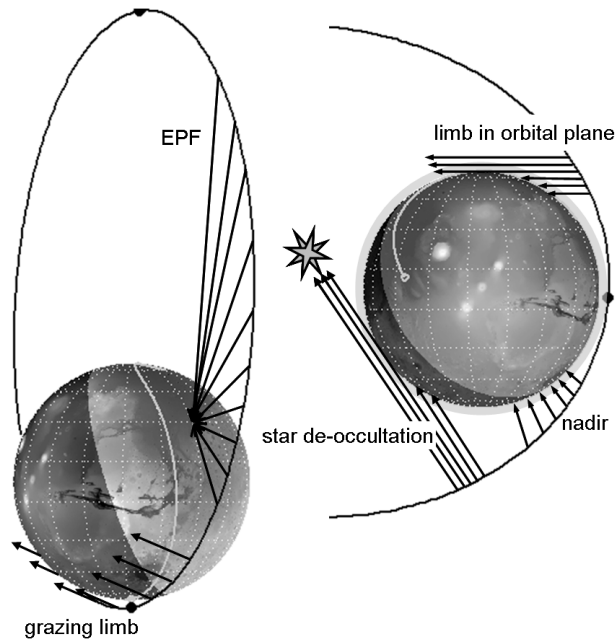 EPF
limb in orbital plane
star de-occultation
nadir
grazing limb